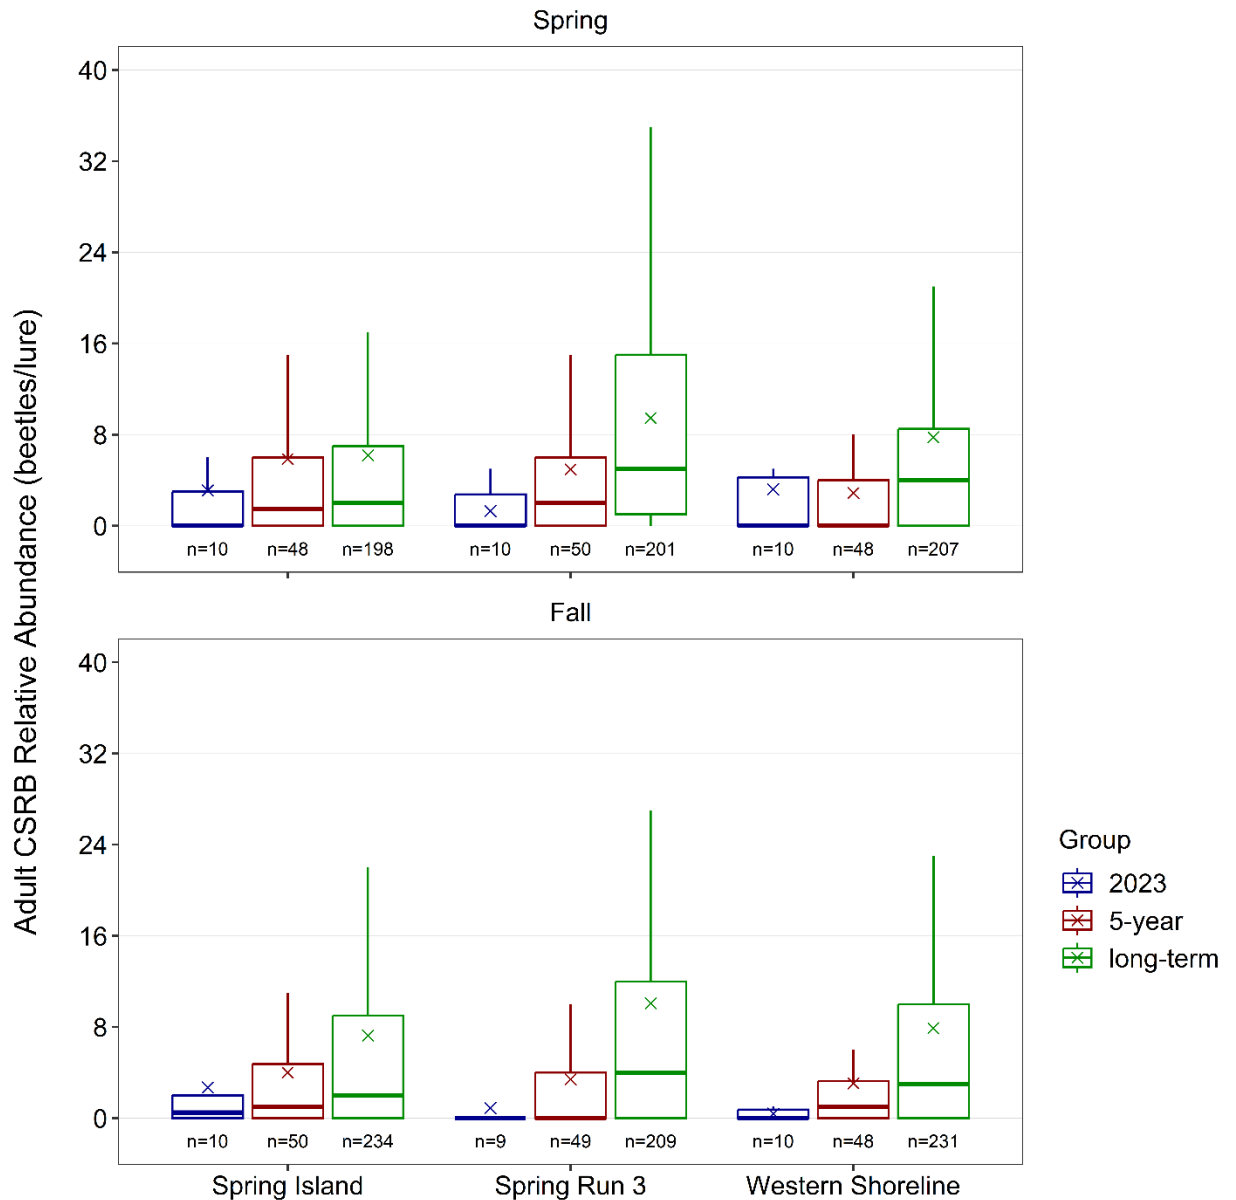 Spring
Adult CSRB Relative Abundance (beetles/lure)
40
32
24
16
8
0
n=10 n=48 n=198 n=10 n=50 n=201 n=10 n=48 n=207
Fall
40
32
24
16
8
0
n=10 n=50 n=234 n=9 n=49 n=209 n=10 n=48 n=231
Spring Island Spring Run 3 Western Shoreline
Group
2023
5-year
long-term